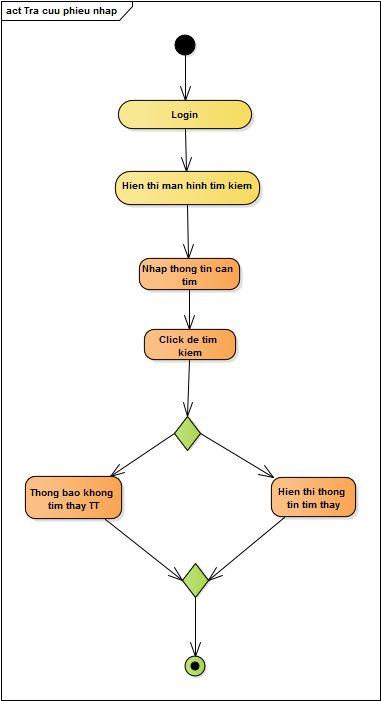 act Tra cuu phieu nhap
Login
Hien thi man hinh tim kiem
Nhap thong tin can
tim
Click de tim
kiem
Thong bao khong
tim thay TT
Hien thi thong
tin tim thay